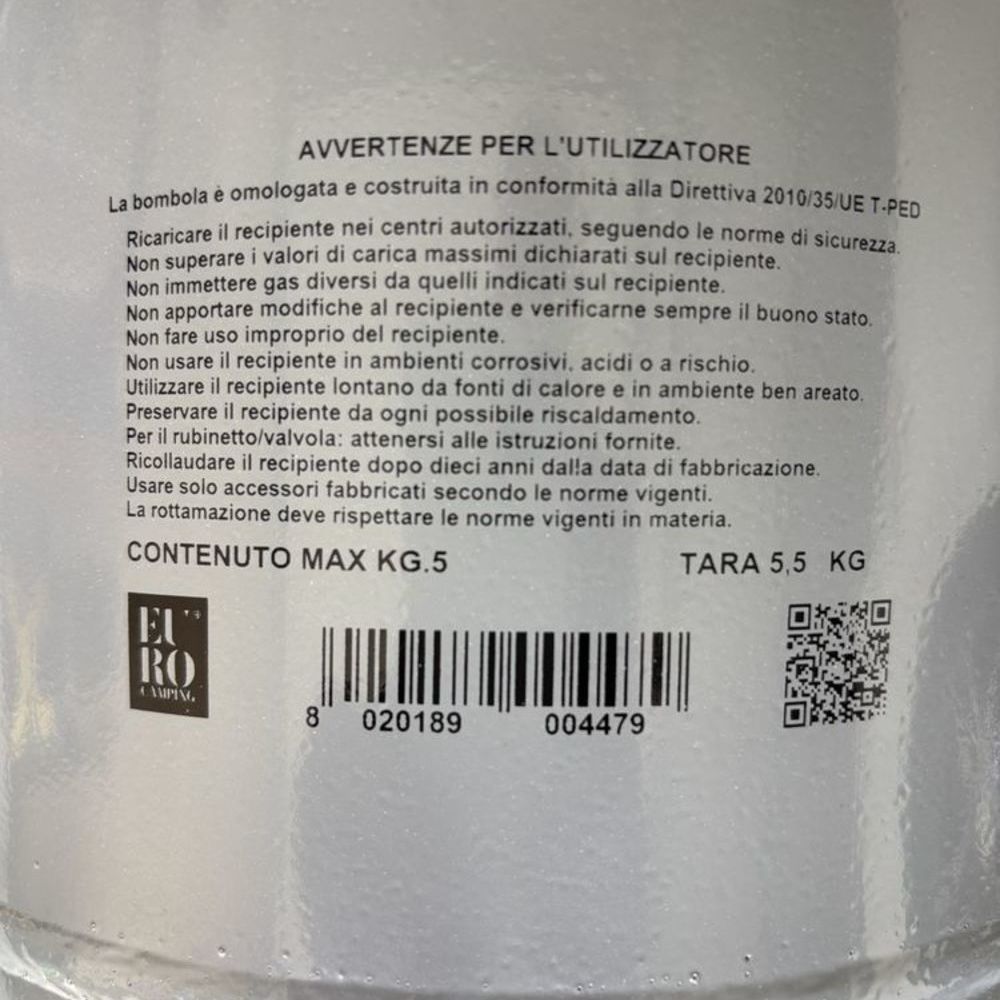 AVVERTENZE PER L'UTILIZZATORE
La bombola è omologata e costruita in conformità alla Direttiva 2010/35/UE T-PED
Ricaricare il recipiente nei centri autorizzati, seguendo le norme di sicurezza.
Non superare i valori di carica massimi dichiarati sul recipiente.
Non immettere gas diversi da quelli indicati sul recipiente.
Non apportare modifiche al recipiente e verificarne sempre il buono stato.
Non fare uso improprio del recipiente.
Non usare il recipiente in ambienti corrosivi, acidi o a rischio.
Utilizzare il recipiente lontano da fonti di calore e in ambiente ben areato.
Preservare il recipiente da ogni possibile riscaldamento.
Per il rubinetto/valvola: attenersi alle istruzioni fornite.
Ricollaudare il recipiente dopo dieci anni dalla data di fabbricazione.
Usare solo accessori fabbricati secondo le norme vigenti.
La rottamazione deve rispettare le norme vigenti in materia.
CONTENUTO MAX KG.5 TARA 5,5 KG
EU
RO
CAMPING
8 020189 004479